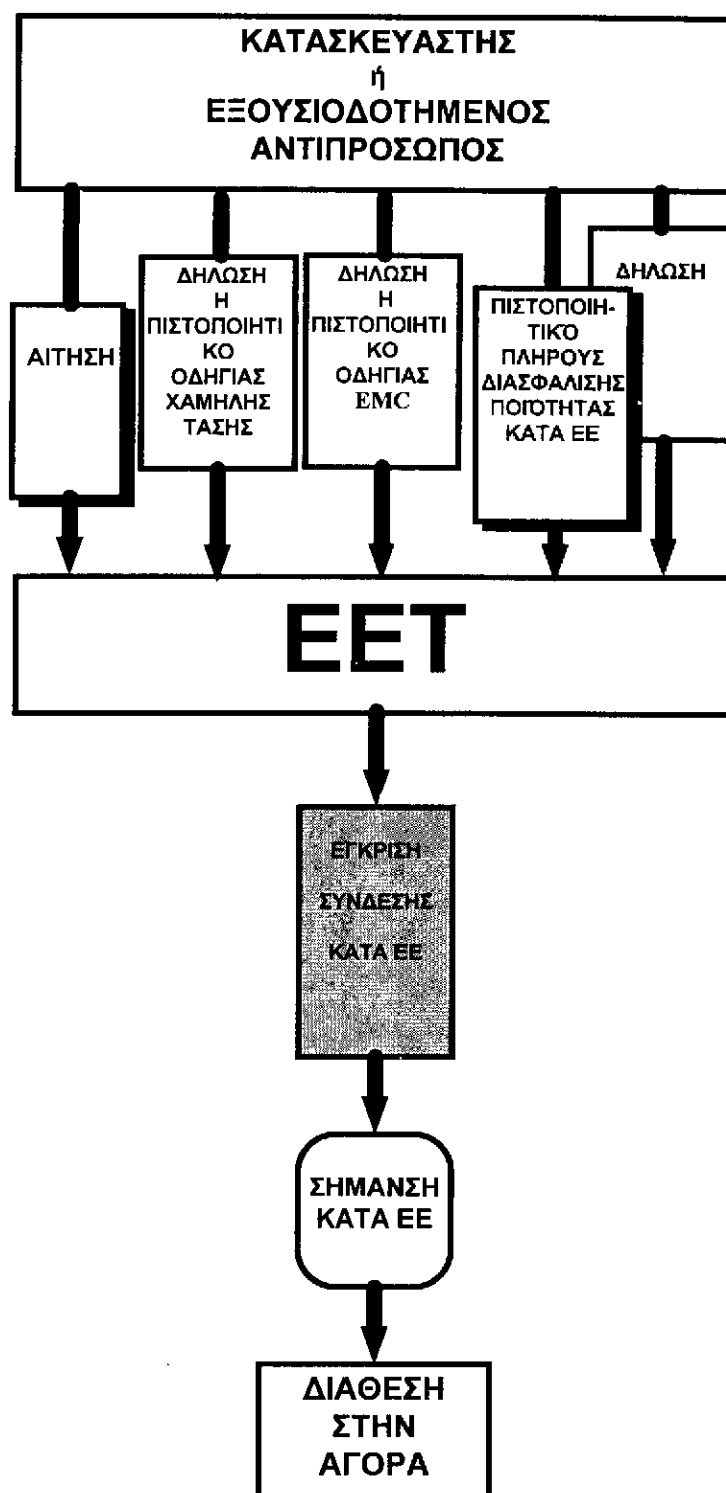 ΚΑΤΑΣΚΕΥΑΣΤΗΣ
ή
ΕΞΟΥΣΙΟΔΟΤΗΜΕΝΟΣ
ΑΝΤΙΠΡΟΣΩΠΟΣ
ΑΙΤΗΣΗ
ΔΗΛΩΣΗ
Η
ΠΙΣΤΟΠΟΙΗΤΙ
ΚΟ
ΟΔΗΓΙΑΣ
ΧΑΜΗΛΗΣ
ΤΑΣΗΣ
ΔΗΛΩΣΗ
Η
ΠΙΣΤΟΠΟΙΗΤΙ
ΚΟ
ΟΔΗΓΙΑΣ
EMC
ΠΙΣΤΟΠΟΙΗ-
ΤΙΚΟ
ΠΛΗΡΟΥΣ
ΔΙΑΣΦΑΛΙΣΗΣ
ΠΟΙΟΤΗΤΑΣ
ΚΑΤΑ ΕΕ
ΔΗΛΩΣΗ
ΕΕΤ
ΕΓΚΡΙΣΗ
ΣΥΝΔΕΣΗΣ
ΚΑΤΑ ΕΕ
ΣΗΜΑΝΣΗ
ΚΑΤΑ ΕΕ
ΔΙΑΘΕΣΗ
ΣΤΗΝ
ΑΓΟΡΑ